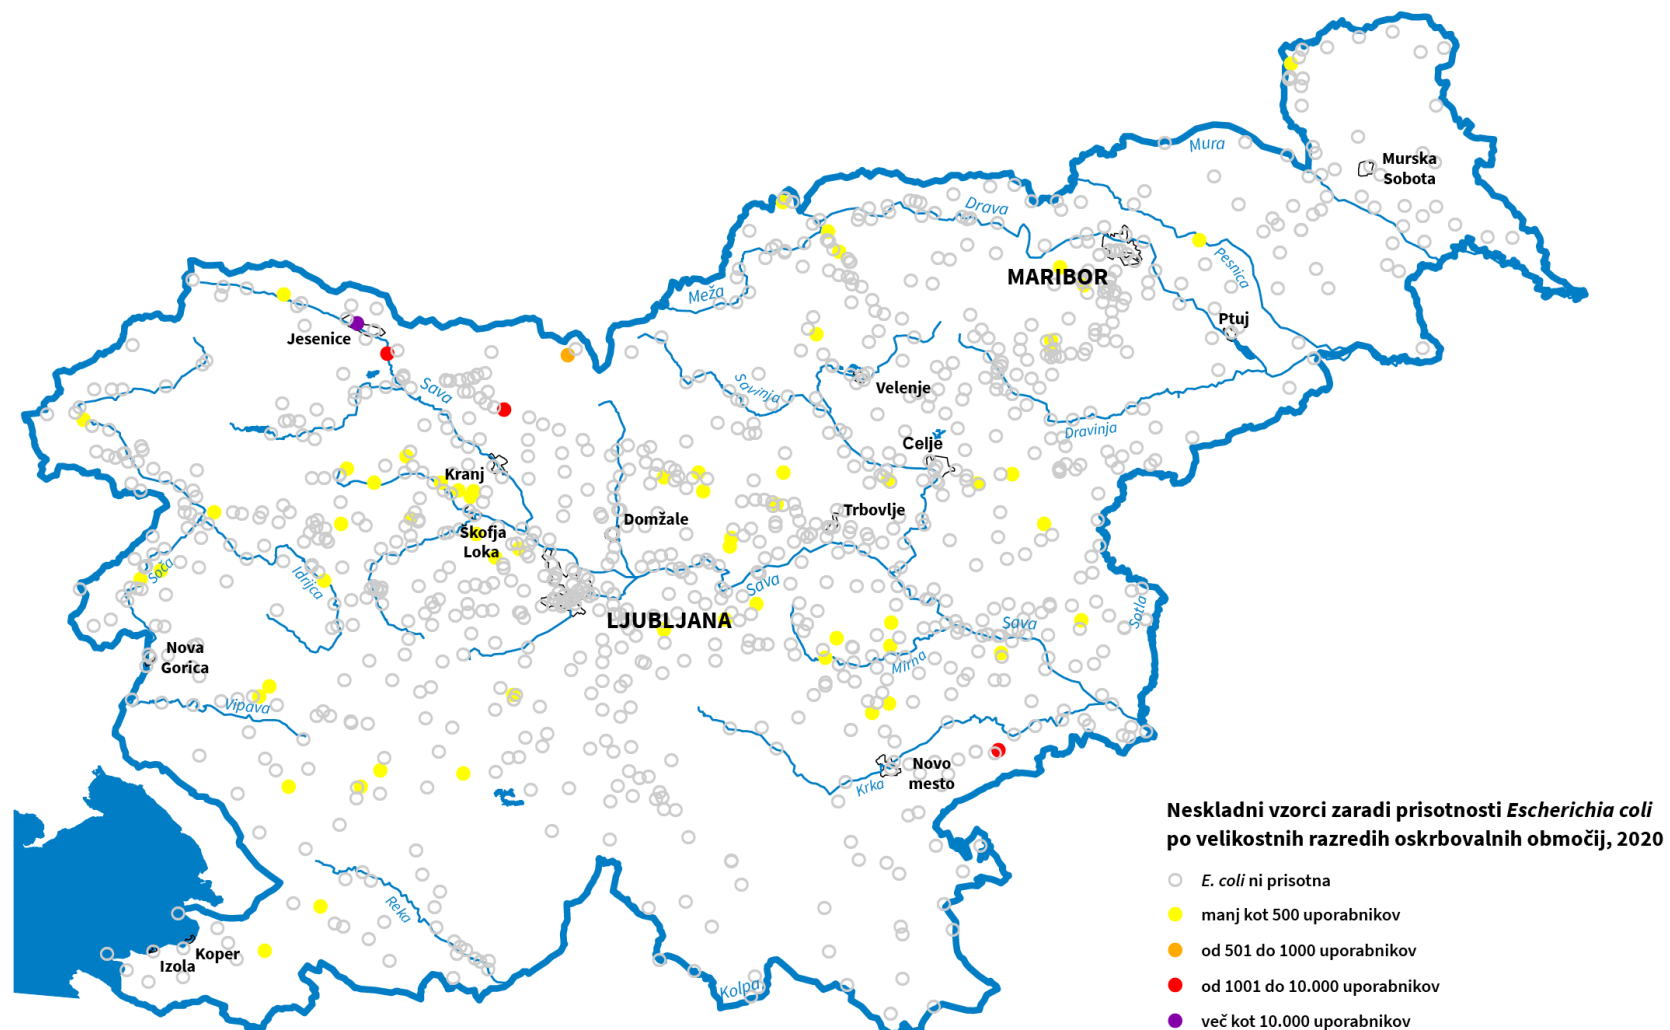 Mura
Murska
Sobota
Drava
Pesnica
MARIBOR
Meža
Ptuj
Jesenice
Sava
Savinja
Velenje
Dravinja
Celje
Kranj
Trbovlje
Domžale
Škofja
Loka
Soča
Idrijca
Sava
Sotla
LJUBLJANA
Sava
Nova
Gorica
Mirna
Vipava
Novo
mesto
Krka
Reka
Koper
Izola
Kolpa
Neskladni vzorci zaradi prisotnosti Escherichia coli
po velikostnih razredih oskrbovalnih območij, 2020
E. coli ni prisotna
manj kot 500 uporabnikov
od 501 do 1000 uporabnikov
od 1001 do 10.000 uporabnikov
več kot 10.000 uporabnikov